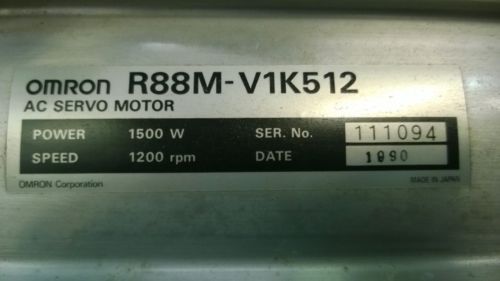 OMRON R88M-V1K512
AC SERVO MOTOR
POWER 1500 W SER. No. 111094
SPEED 1200 rpm DATE 1990
OMRON Corporation MADE IN JAPAN